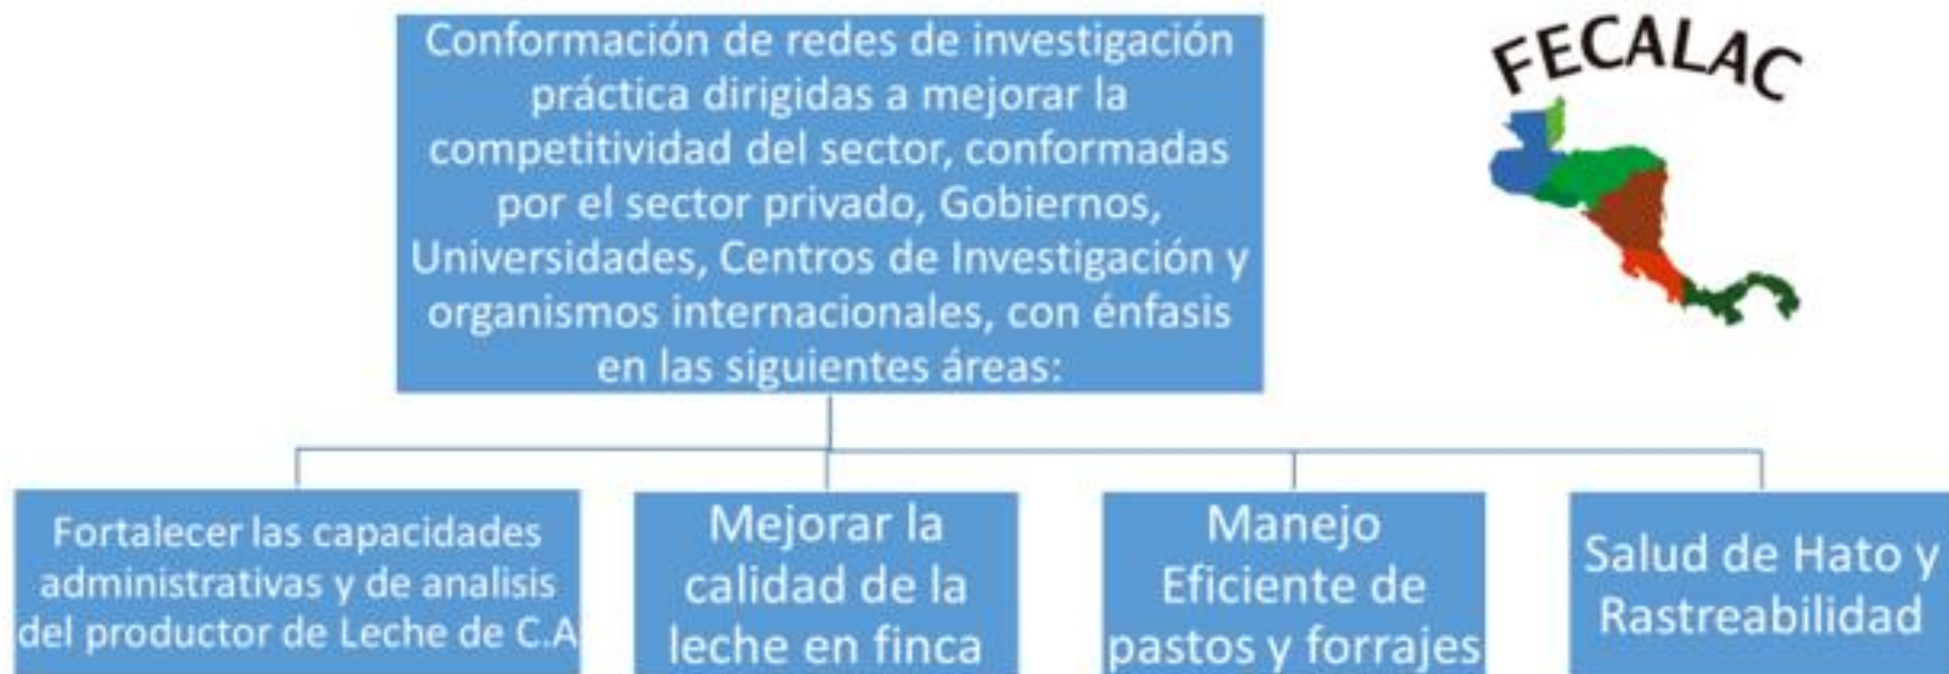 Conformación de redes de investigación
práctica dirigidas a mejorar la
competitividad del sector, conformadas
por el sector privado, Gobiernos,
Universidades, Centros de Investigación y
organismos internacionales, con énfasis
en las siguientes áreas:
FECALAC
Fortalecer las capacidades
administrativas y de analisis
del productor de Leche de C.A
Mejorar la
calidad de la
leche en finca
Manejo
Eficiente de
pastos y forrajes
Salud de Hato y
Rastreabilidad